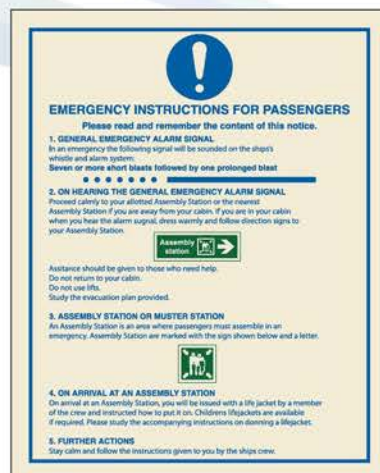 EMERGENCY INSTRUCTIONS FOR PASSENGERS
Please read and remember the content of this notice.
1. GENERAL EMERGENCY ALARM SIGNAL
In an emergency the following signal will be sounded on the ships's
whistle and alarm system:
Seven or more short blasts followed by one prolonged blast
2. ON HEARING THE GENERAL EMERGENCY ALARM SIGNAL
Proceed calmly to your allotted Assembly Station or the nearest
Assembly Station if you are away from your cabin. If you are in your cabin
when you hear the alarm sugnal, dress warmly and follow direction signs to
your Assembly Station.
Assembly
station
Assitance should be given to those who need help.
Do not return to your cabin.
Do not use lifts.
Study the evacuation plan provided.
3. ASSEMBLY STATION OR MUSTER STATION
An Assembly Station is an area where passengers must assemble in an
emergency. Assembly Station are marked with the sign shown below and a letter.
4. ON ARRIVAL AT AN ASSEMBLY STATION
On arrival at an Assembly Station, you will be issued with a life jacket by a member
of the crew and instructed how to put it on. Childrens lifejackets are available
if required. Please study the accompanying instructions on donning a lifejacket.
5. FURTHER ACTIONS
Stay calm and follow the instructions given to you by the ships crew.